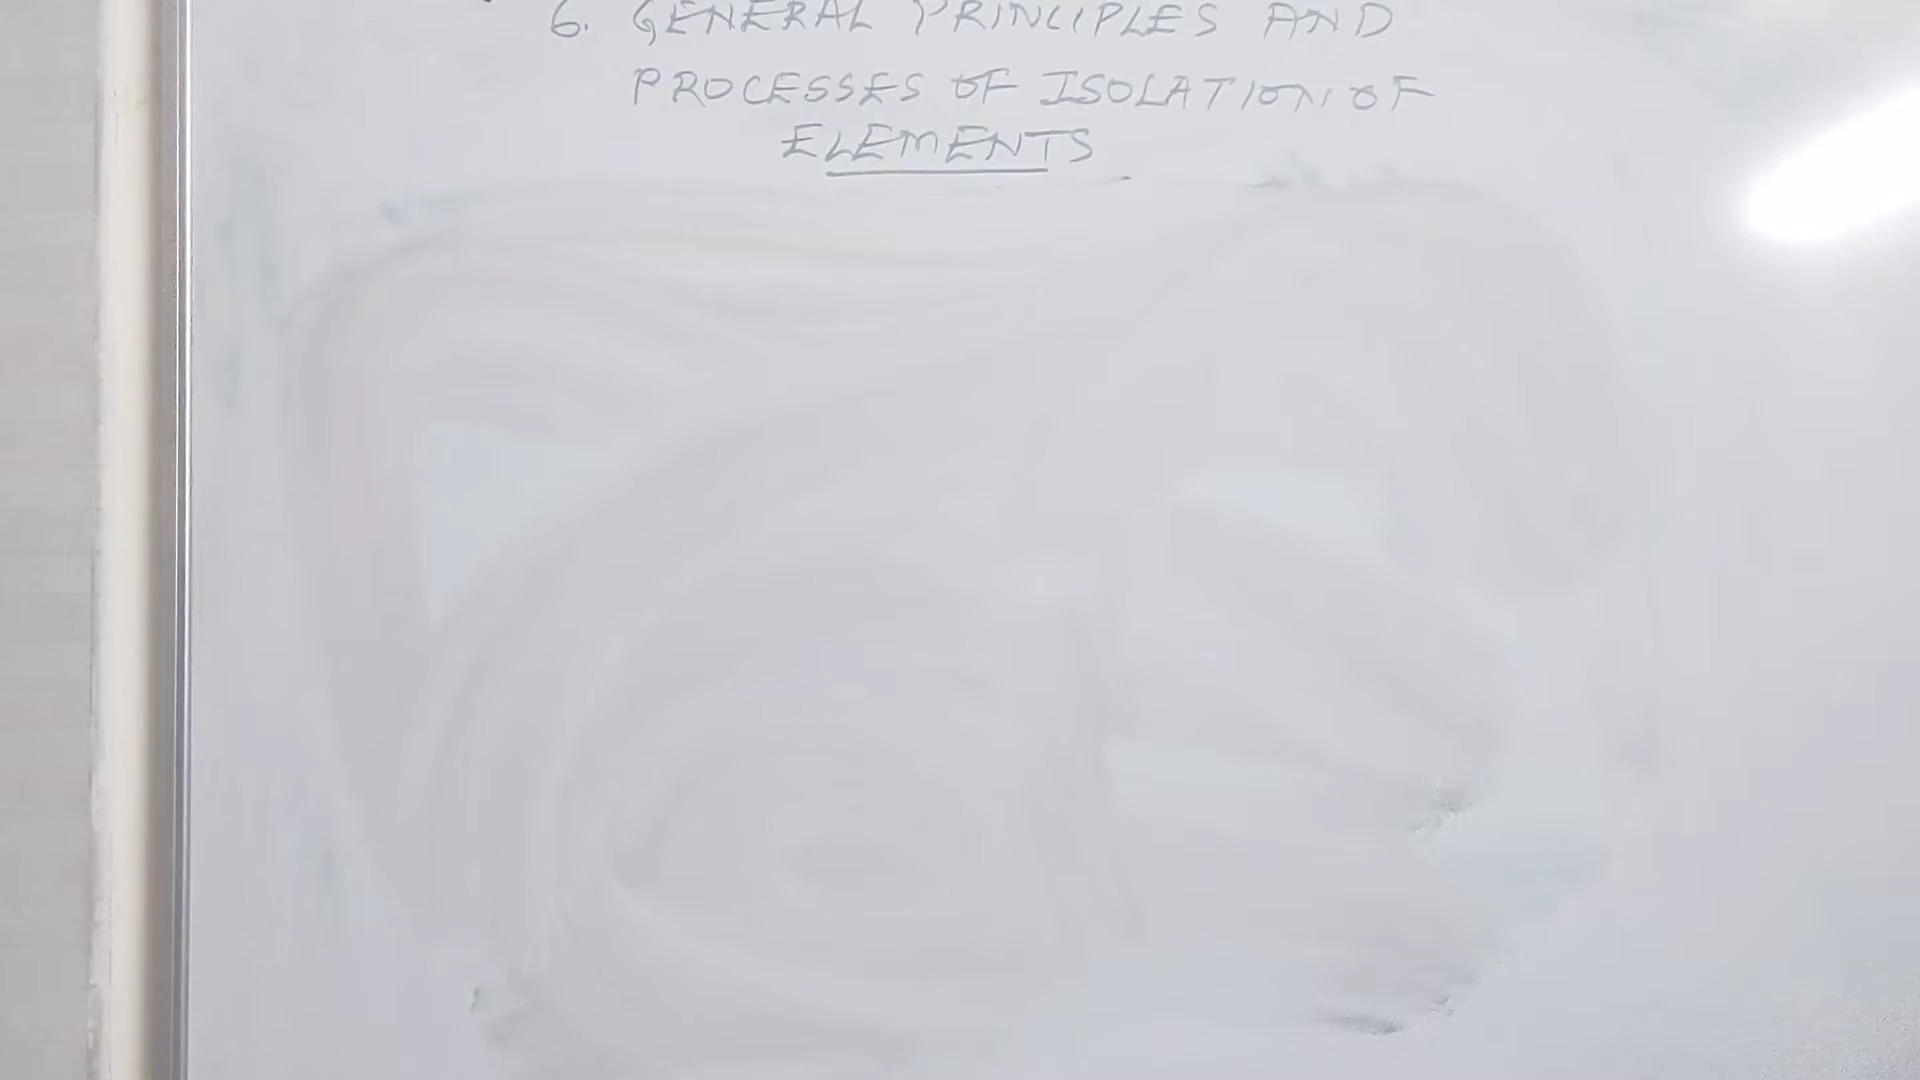 6. GENERAL PRINCIPLES AND
PROCESSES OF ISOLATION OF
ELEMENTS